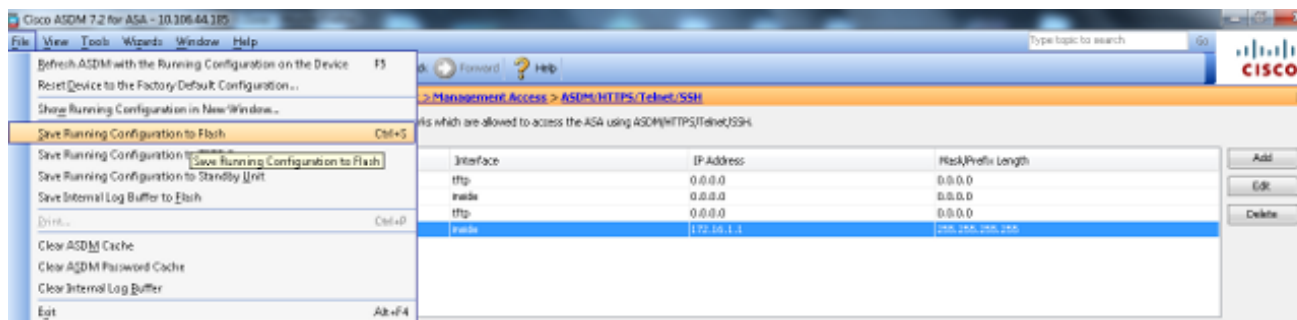 Cisco ASDM 7.2 for ASA - 10.106.44.185
File View Tools Wizards Window Help
Type topic to search Go
CISCO
Refresh ASDM with the Running Configuration on the Device F5
Reset Device to the Factory Default Configuration...
Show Running Configuration in New Window...
Save Running Configuration to Flash Ctrl+S
Save Running Configuration to
Save Running Configuration to Flash
Save Running Configuration to Standby Unit
Save Internal Log Buffer to Flash
Print... Ctrl+P
Clear ASDM Cache
Clear ASDM Password Cache
Clear Internal Log Buffer
Exit Alt+F4
Forward Help
> Management Access > ASDM/HTTPS/Telnet/SSH
which are allowed to access the ASA using ASDM/HTTPS/Telnet/SSH.
Interface IP Address Mask/Prefix Length
tftp 0.0.0.0 0.0.0.0
inside 0.0.0.0 0.0.0.0
tftp 0.0.0.0 0.0.0.0
inside 172.16.1.1 255.255.255.255
Add
Edit
Delete